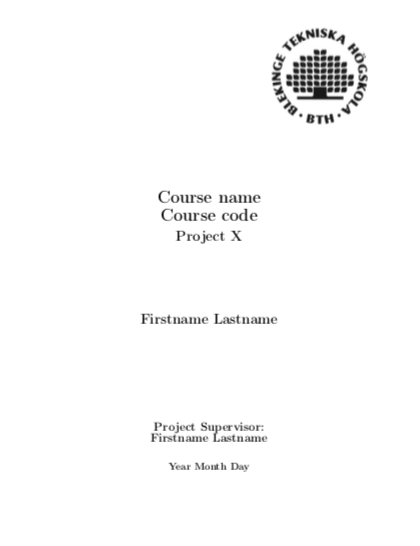 BLEKINGE TEKNISKA HÖGSKOLA
· BTH ·
Course name
Course code
Project X
Firstname Lastname
Project Supervisor:
Firstname Lastname
Year Month Day